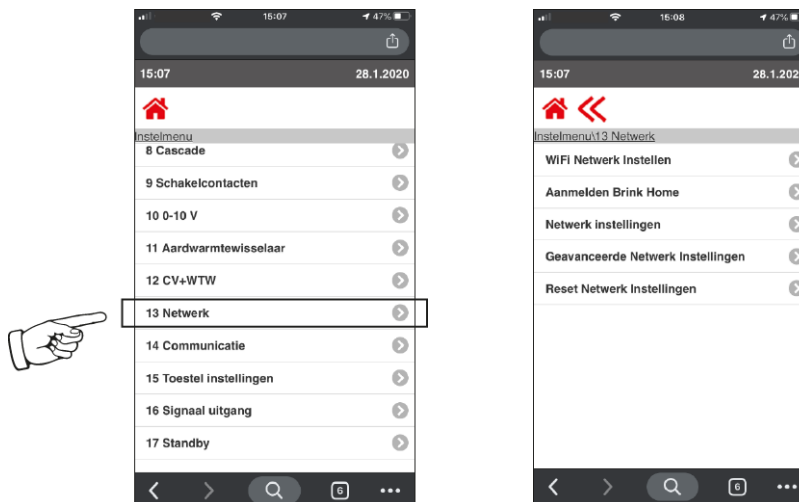 15:07
47%
15:07
28.1.2020
Instelmenu
8 Cascade
9 Schakelcontacten
10 0-10 V
11 Aardwarmtewisselaar
12 CV+WTW
13 Netwerk
14 Communicatie
15 Toestel instellingen
16 Signaal uitgang
17 Standby
6
15:08
47%
15:07
28.1.202
Instelmenu\13 Netwerk
WiFi Netwerk Instellen
Aanmelden Brink Home
Netwerk instellingen
Geavanceerde Netwerk Instellingen
Reset Netwerk Instellingen
6